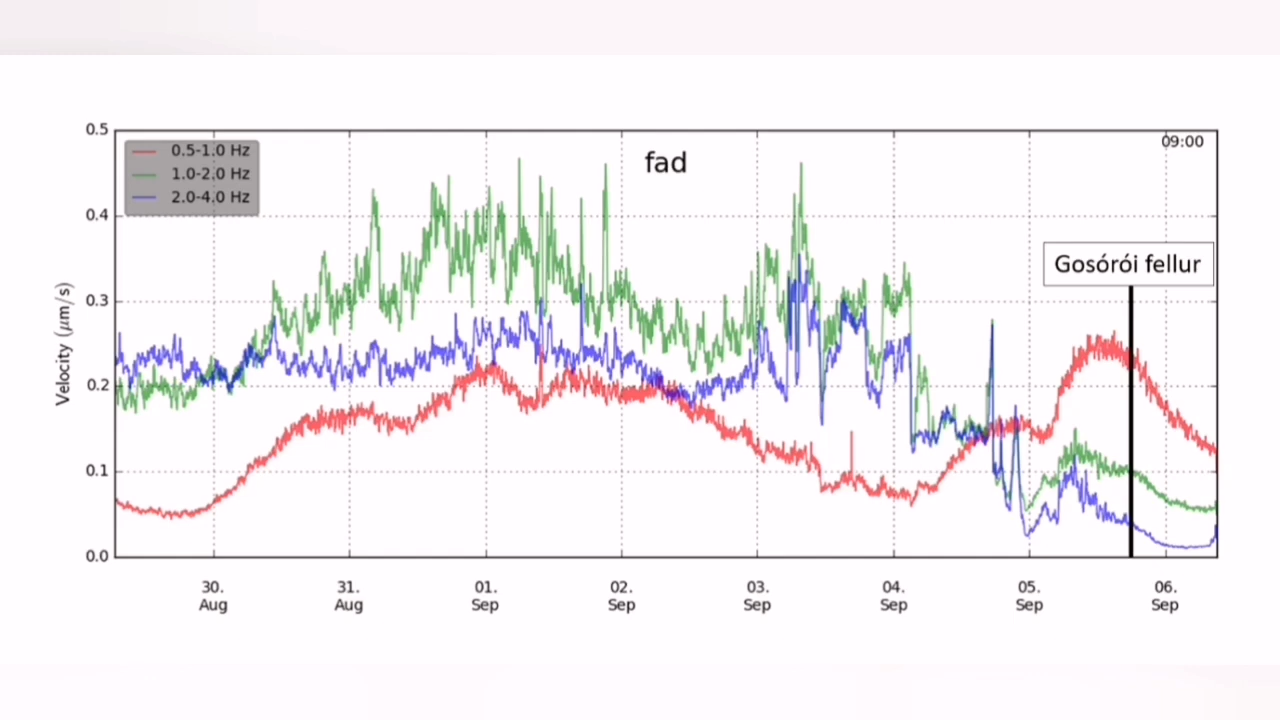 fad
09:00
0.5-1.0 Hz
1.0-2.0 Hz
2.0-4.0 Hz
Gosórói fellur
Velocity (μm/s)
0.5
0.4
0.3
0.2
0.1
0.0
30.
Aug
31.
Aug
01.
Sep
02.
Sep
03.
Sep
04.
Sep
05.
Sep
06.
Sep